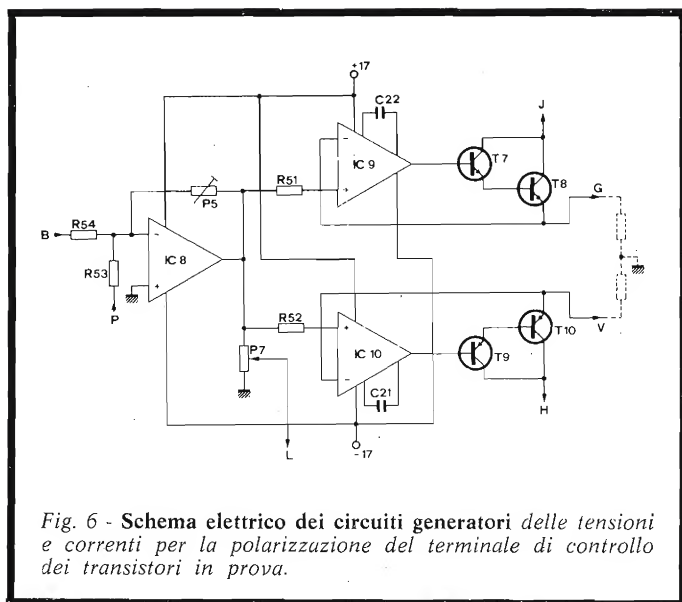 +17
C22
J
IC 9
T7
T8
R51
P5
G
R54
B
IC 8
R53
P
R52
IC 10
T10
V
P7
T9
C21
H
L
-17
Fig. 6 - Schema elettrico dei circuiti generatori delle tensioni
e correnti per la polarizzazione del terminale di controllo
dei transistori in prova.